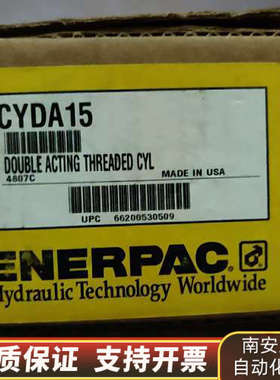 CYDA15
DOUBLE ACTING THREADED CYL
4807C
MADE IN USA
UPC 66200530509
ENERPAC
Hydraulic Technology Worldwide
质保证 支持开票
南安
自动化